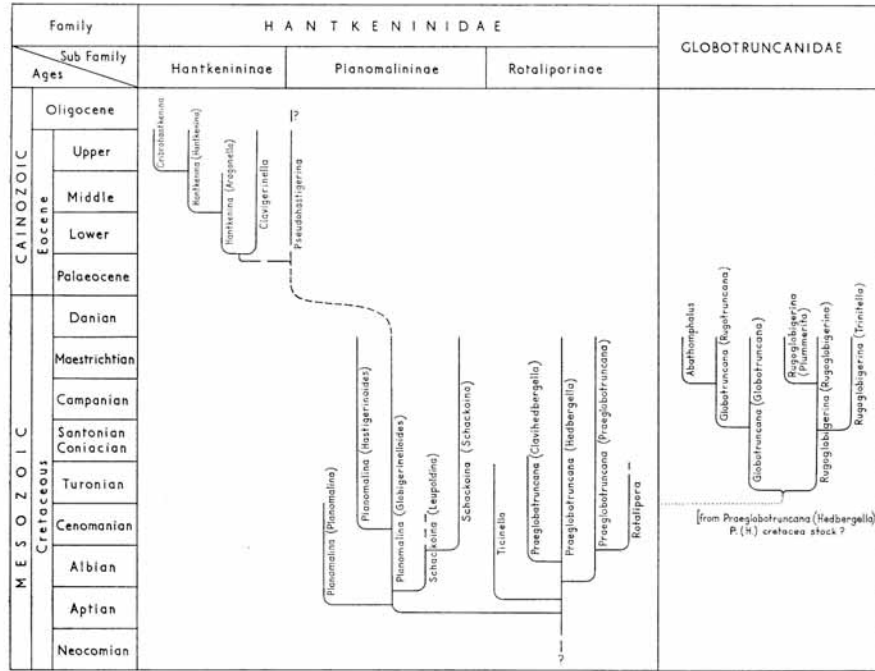 Family
HANTKENINIDAE
GLOBOTRUNCANIDAE
Sub Family
Ages
Hantkenininae
Planomalininae
Rotaliporinae
CAINOZOIC
Eocene
Oligocene
Upper
Middle
Lower
Palaeocene
MESOZOIC
Cretaceous
Danian
Maestrichtian
Campanian
Santonian
Coniacian
Turonian
Cenomanian
Albian
Aptian
Neocomian
Cribrohantkenina
Hantkenina (Hantkenina)
Hantkenina (Aragonella)
Clavigerinella
?
Pseudohastigerina
Planomalina (Planomalina)
Planomalina (Hastigerinoides)
Planomalina (Globigerinelloides)
Schackoina (Leupoldina)
Schackoina (Schackoina)
Ticinella
Praeglobotruncana (Clavihedbergella)
Praeglobotruncana (Hedbergella)
Praeglobotruncana (Praeglobotruncana)
Rotalipora
?
Abathomphalus
Globotruncana (Rugotruncana)
Globotruncana (Globotruncana)
Rugoglobigerina
(Plummerita)
Rugoglobigerina (Rugoglobigerina)
Rugoglobigerina (Trinitella)
[from Praeglobotruncana (Hedbergella)
P. (H.) cretacea stock ?